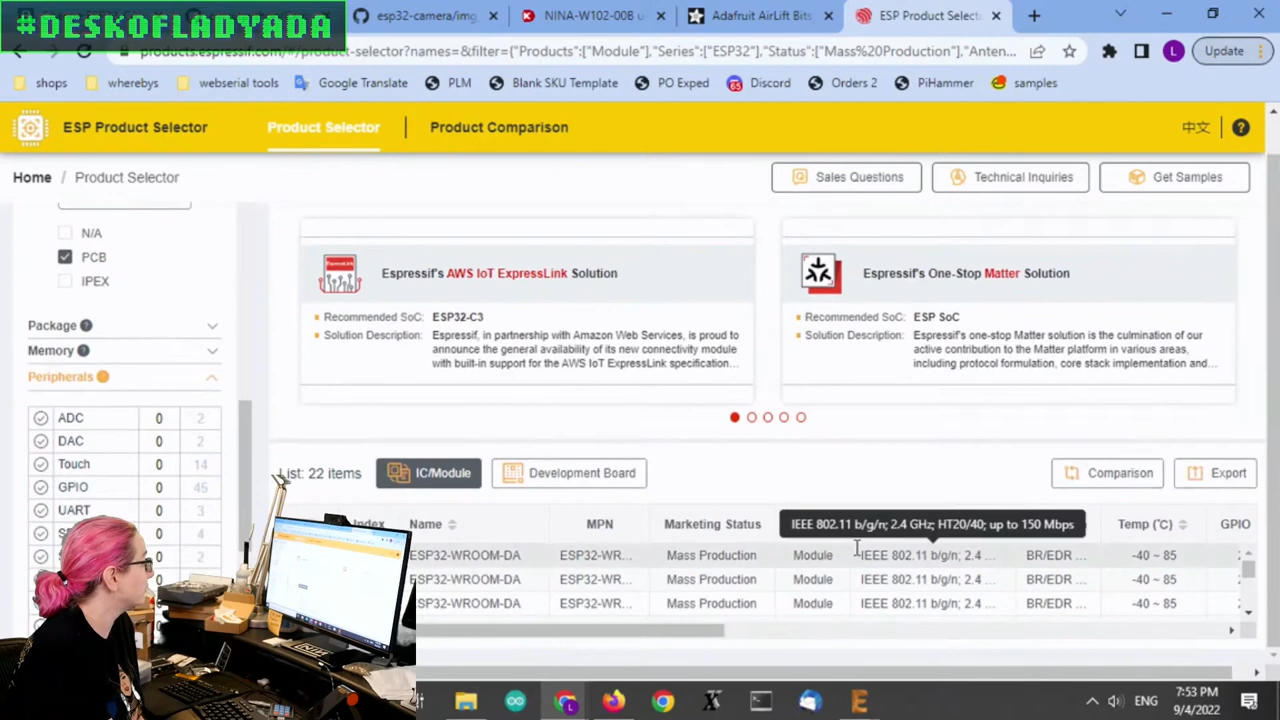 #DESKOFLADYADA
esp32-camera/img
NINA-W102-00B u
Adafruit AirLift Bits
ESP Product Select
products.espressif.com/#/product-selector?names=&filter={"Products":["Module"],"Series":["ESP32"],"Status":["Mass%20Production"],"Anten...
L
Update
shops
whereby
webserial tools
Google Translate
PLM
Blank SKU Template
PO Exped
Discord
Orders 2
PiHammer
samples
ESP Product Selector
Product Selector
Product Comparison
中文
Home / Product Selector
Sales Questions
Technical Inquiries
Get Samples
N/A
PCB
IPEX
Package
Memory
Peripherals
ADC 0 2
DAC 0 2
Touch 0 14
GPIO 0 45
UART 0 3
Espressif's AWS IoT ExpressLink Solution
Recommended SoC: ESP32-C3
Solution Description: Espressif, in partnership with Amazon Web Services, is proud to
announce the general availability of its new connectivity module
with built-in support for the AWS IoT ExpressLink specification...
Espressif's One-Stop Matter Solution
Recommended SoC: ESP SoC
Solution Description: Espressif's one-stop Matter solution is the culmination of our
active contribution to the Matter platform in various areas,
including protocol formulation, core stack implementation and...
List: 22 items
IC/Module
Development Board
Comparison
Export
Index Name MPN Marketing Status
IEEE 802.11 b/g/n; 2.4 GHz; HT20/40; up to 150 Mbps
Temp (°C) GPIO
ESP32-WROOM-DA ESP32-WR... Mass Production Module IEEE 802.11 b/g/n; 2.4 ... BR/EDR ... -40 ~ 85
ESP32-WROOM-DA ESP32-WR... Mass Production Module IEEE 802.11 b/g/n; 2.4 ... BR/EDR ... -40 ~ 85
ESP32-WROOM-DA ESP32-WR... Mass Production Module IEEE 802.11 b/g/n; 2.4 ... BR/EDR ... -40 ~ 85
ENG
7:53 PM
9/4/2022